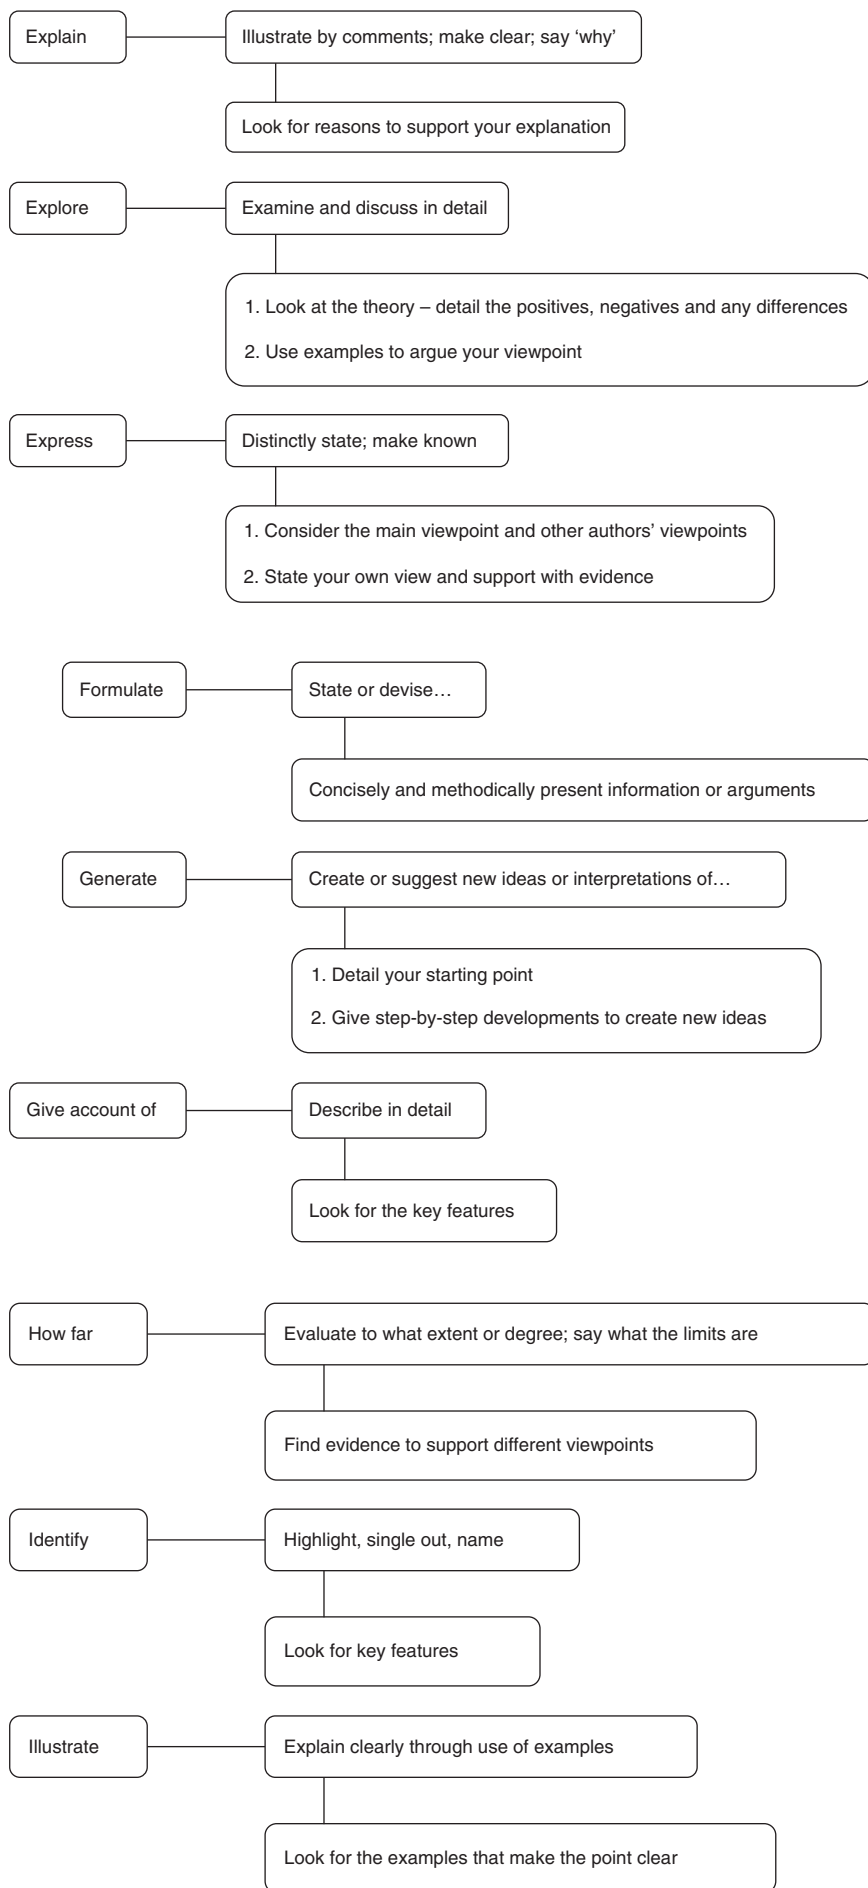 Explain
Illustrate by comments; make clear; say ‘why’
Look for reasons to support your explanation
Explore
Examine and discuss in detail
1. Look at the theory – detail the positives, negatives and any differences
2. Use examples to argue your viewpoint
Express
Distinctly state; make known
1. Consider the main viewpoint and other authors’ viewpoints
2. State your own view and support with evidence
Formulate
State or devise…
Concisely and methodically present information or arguments
Generate
Create or suggest new ideas or interpretations of…
1. Detail your starting point
2. Give step-by-step developments to create new ideas
Give account of
Describe in detail
Look for the key features
How far
Evaluate to what extent or degree; say what the limits are
Find evidence to support different viewpoints
Identify
Highlight, single out, name
Look for key features
Illustrate
Explain clearly through use of examples
Look for the examples that make the point clear